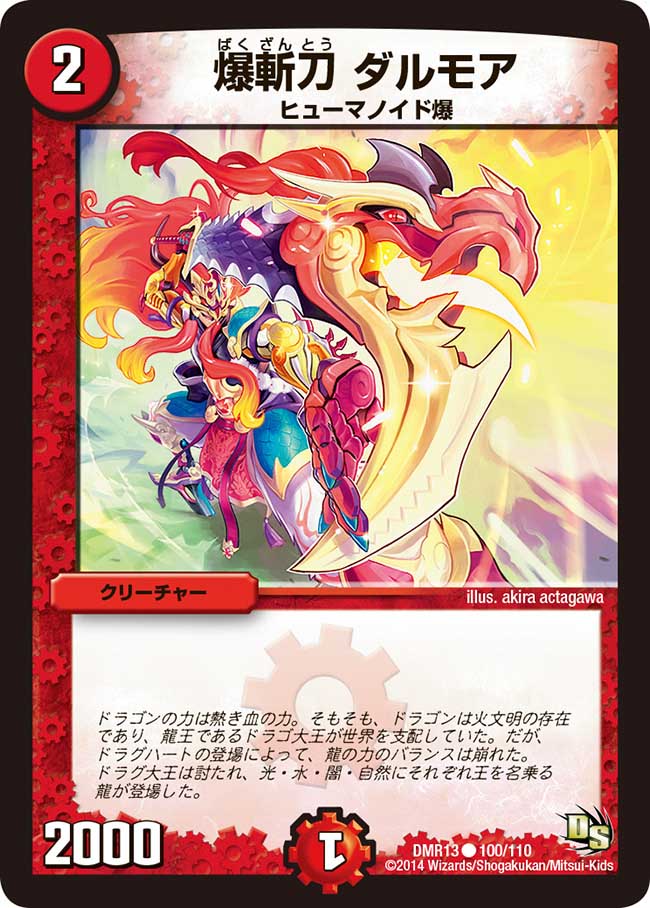 2
ばく ざん とう
爆斬刀 ダルモア
ヒューマノイド爆
クリーチャー
illus. akira actagawa
ドラゴンの力は熱き血の力。そもそも、ドラゴンは火文明の存在
であり、龍王であるドラゴ大王が世界を支配していた。だが、
ドラグハートの登場によって、龍の力のバランスは崩れた。
ドラグ大王は討たれ、光・水・闇・自然にそれぞれ王を名乗る
龍が登場した。
DS
2000
1
DMR13 ● 100/110
©2014 Wizards/Shogakukan/Mitsui-Kids